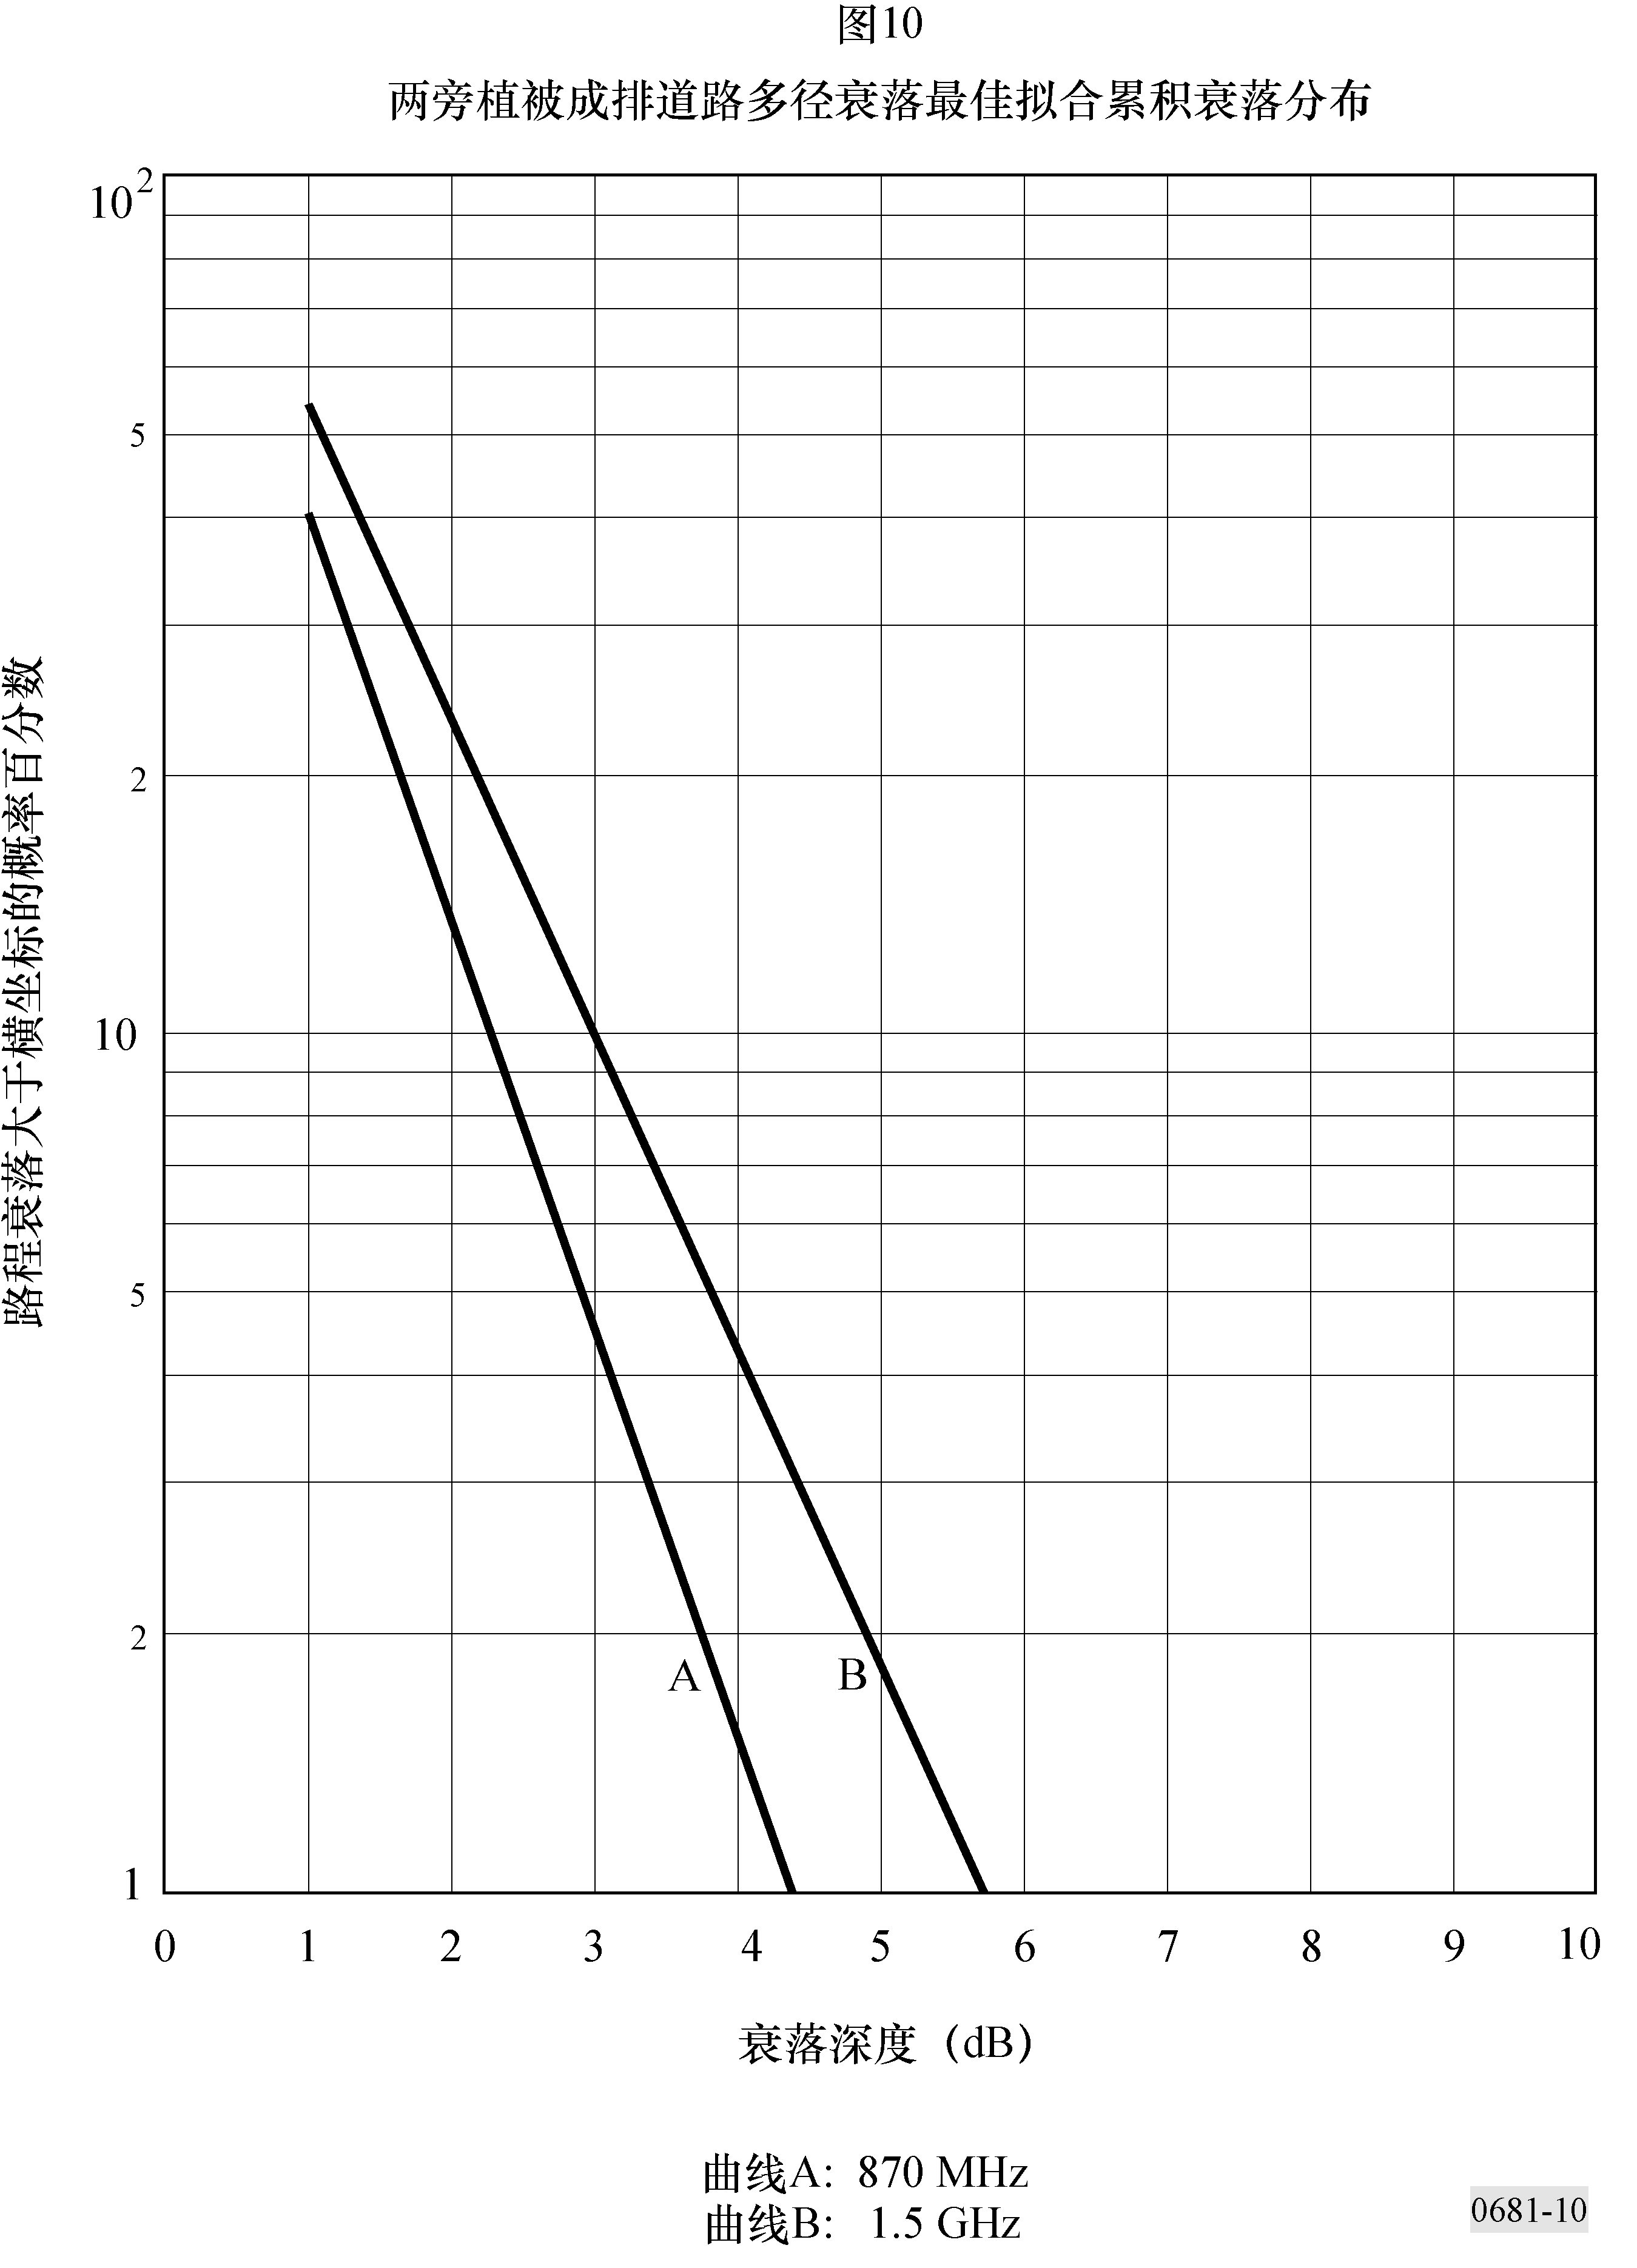 图10
两旁植被成排道路多径衰落最佳拟合累积衰落分布
路程衰落大于横坐标的概率百分数
10²
5
2
10
5
2
1
A
B
0 1 2 3 4 5 6 7 8 9 10
衰落深度（dB）
曲线A: 870 MHz
曲线B: 1.5 GHz
0681-10